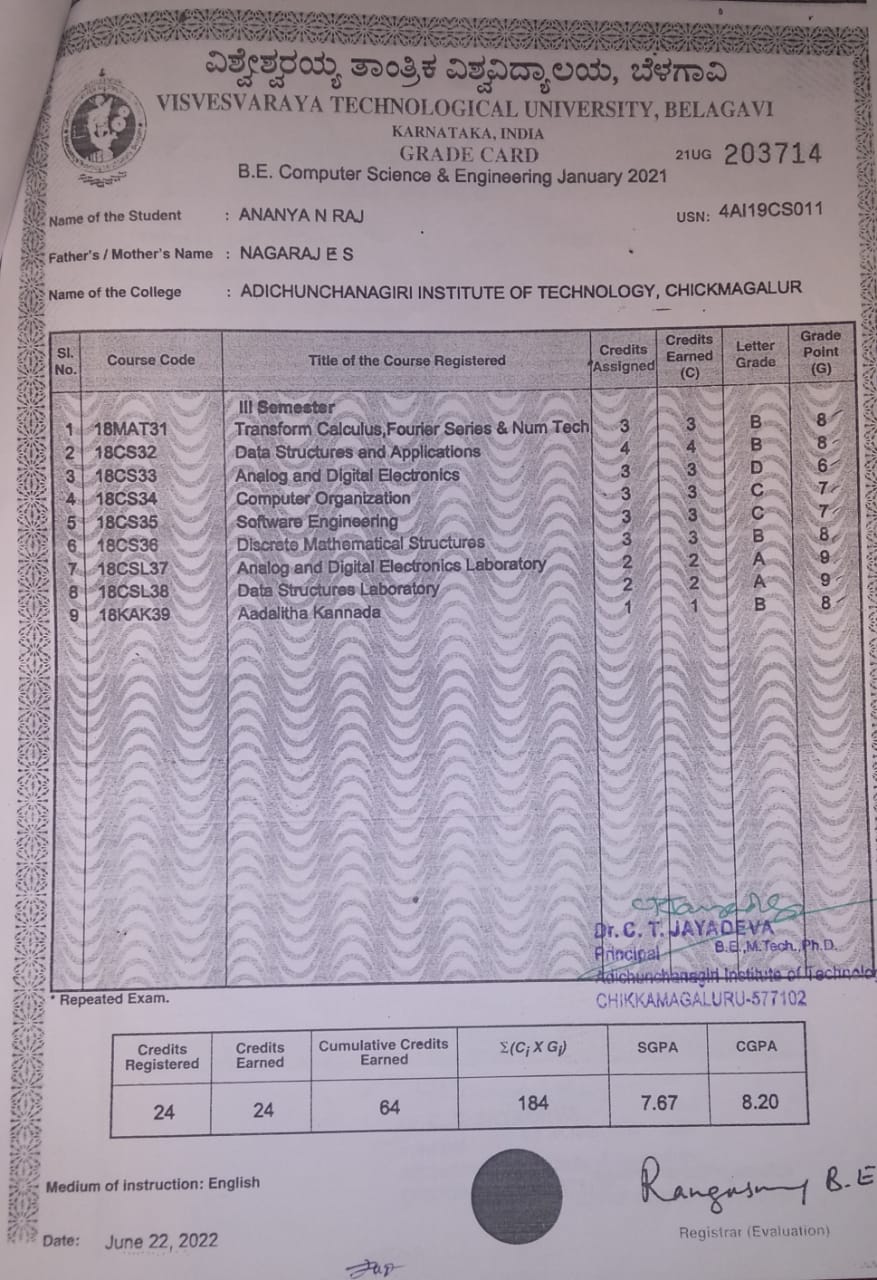 ವಿಶ್ವೇಶ್ವರಯ್ಯ ತಾಂತ್ರಿಕ ವಿಶ್ವವಿದ್ಯಾಲಯ, ಬೆಳಗಾವಿ
VISVESVARAYA TECHNOLOGICAL UNIVERSITY, BELAGAVI
KARNATAKA, INDIA
GRADE CARD 21UG 203714
B.E. Computer Science & Engineering January 2021
Name of the Student : ANANYA N RAJ USN: 4AI19CS011
Father's / Mother's Name : NAGARAJ E S
Name of the College : ADICHUNCHANAGIRI INSTITUTE OF TECHNOLOGY, CHICKMAGALUR
Sl. No. Course Code Title of the Course Registered Credits Assigned Credits Earned (C) Letter Grade Grade Point (G)
III Semester
1 18MAT31 Transform Calculus,Fourier Series & Num Tech 3 3 B 8
2 18CS32 Data Structures and Applications 4 4 B 8
3 18CS33 Analog and Digital Electronics 3 3 D 6
4 18CS34 Computer Organization 3 3 C 7
5 18CS35 Software Engineering 3 3 C 7
6 18CS36 Discrete Mathematical Structures 3 3 B 8
7 18CSL37 Analog and Digital Electronics Laboratory 2 2 A 9
8 18CSL38 Data Structures Laboratory 2 2 A 9
9 18KAK39 Aadalitha Kannada 1 1 B 8
Dr. C. T. JAYADEVA
Principal B.E.,M.Tech.,Ph.D.
Adichunchanagiri Institute of Technolo
CHIKKAMAGALURU-577102
* Repeated Exam.
Credits Registered Credits Earned Cumulative Credits Earned Σ(Ci X Gi) SGPA CGPA
24 24 64 184 7.67 8.20
Medium of instruction: English
Rangaswamy B.E
Registrar (Evaluation)
Date: June 22, 2022